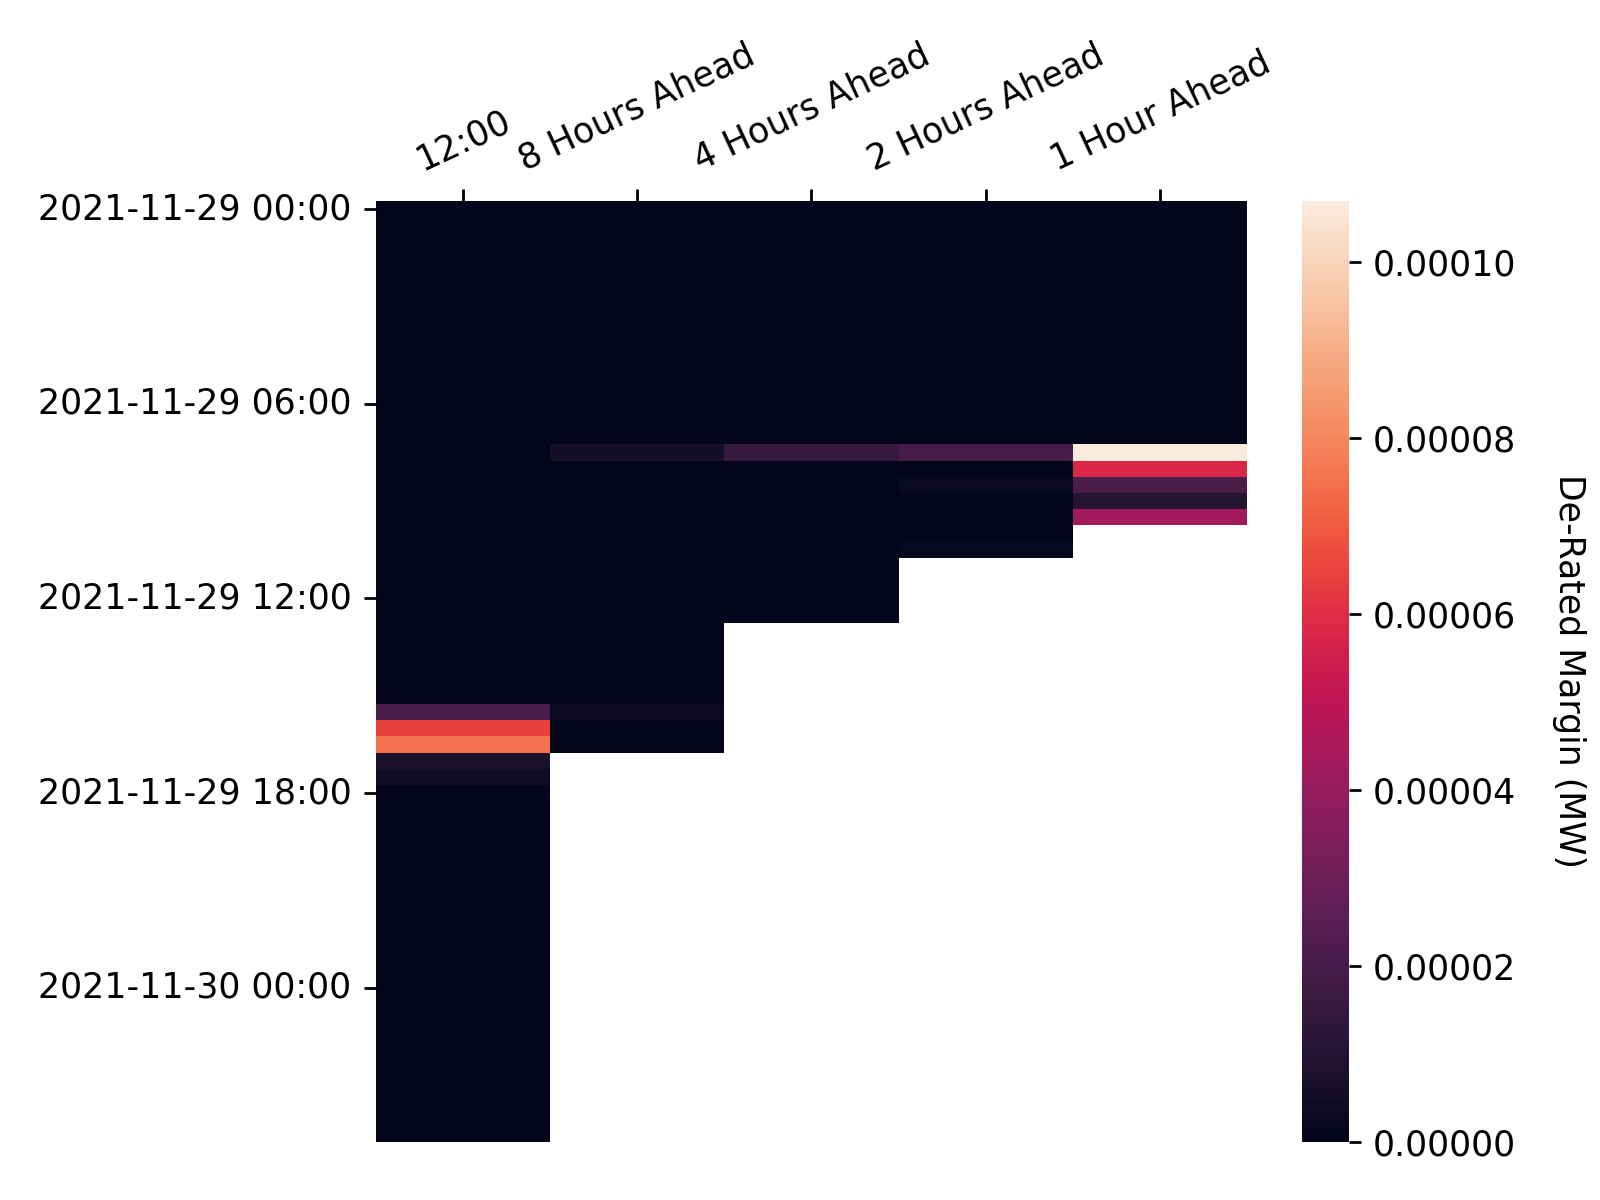 12:00
8 Hours Ahead
4 Hours Ahead
2 Hours Ahead
1 Hour Ahead
2021-11-29 00:00
2021-11-29 06:00
2021-11-29 12:00
2021-11-29 18:00
2021-11-30 00:00
0.00010
0.00008
0.00006
0.00004
0.00002
0.00000
De-Rated Margin (MW)